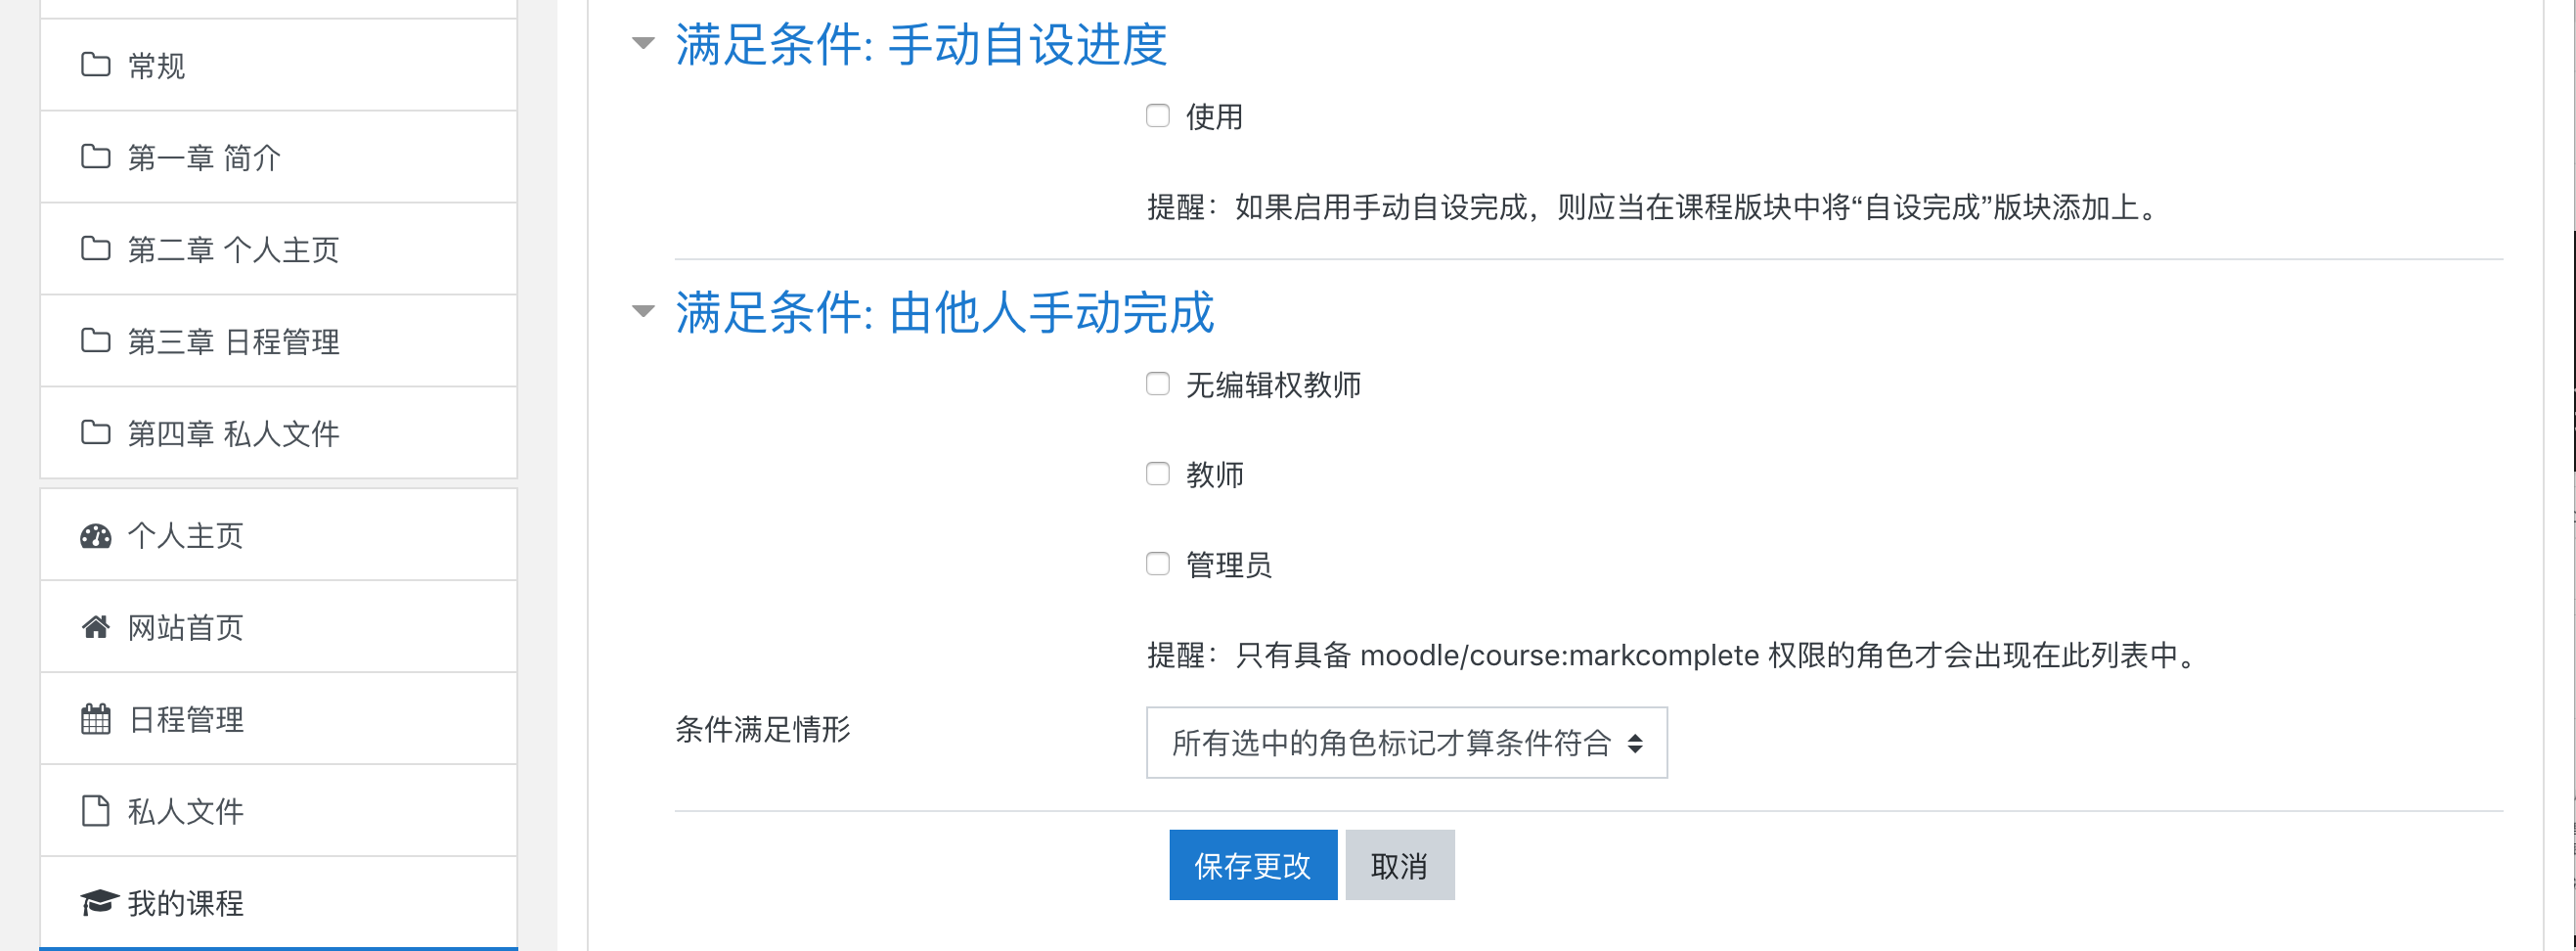 常规
第一章 简介
第二章 个人主页
第三章 日程管理
第四章 私人文件
个人主页
网站首页
日程管理
私人文件
我的课程
满足条件: 手动自设进度
使用
提醒：如果启用手动自设完成，则应当在课程版块中将“自设完成”版块添加上。
满足条件: 由他人手动完成
无编辑权教师
教师
管理员
提醒：只有具备 moodle/course:markcomplete 权限的角色才会出现在此列表中。
条件满足情形
所有选中的角色标记才算条件符合
保存更改
取消